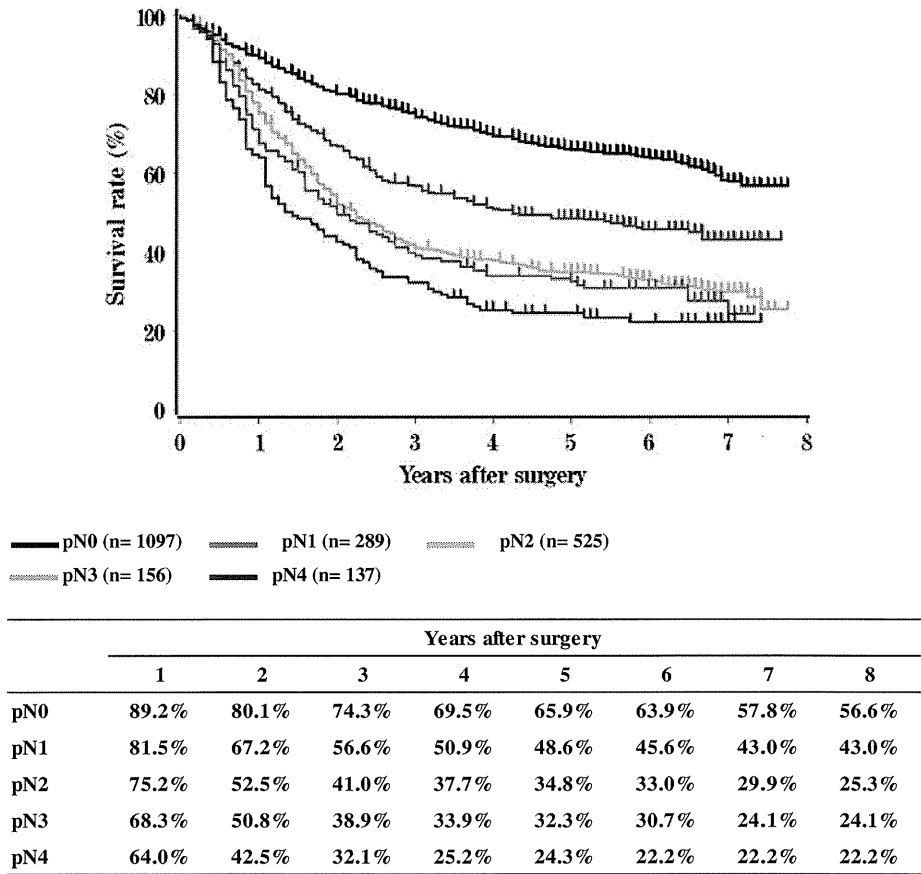 100
80
60
40
20
0
Survival rate (%)
0 1 2 3 4 5 6 7 8
Years after surgery
pN0 (n= 1097) pN1 (n= 289) pN2 (n= 525)
pN3 (n= 156) pN4 (n= 137)
Years after surgery
1 2 3 4 5 6 7 8
pN0 89.2% 80.1% 74.3% 69.5% 65.9% 63.9% 57.8% 56.6%
pN1 81.5% 67.2% 56.6% 50.9% 48.6% 45.6% 43.0% 43.0%
pN2 75.2% 52.5% 41.0% 37.7% 34.8% 33.0% 29.9% 25.3%
pN3 68.3% 50.8% 38.9% 33.9% 32.3% 30.7% 24.1% 24.1%
pN4 64.0% 42.5% 32.1% 25.2% 24.3% 22.2% 22.2% 22.2%